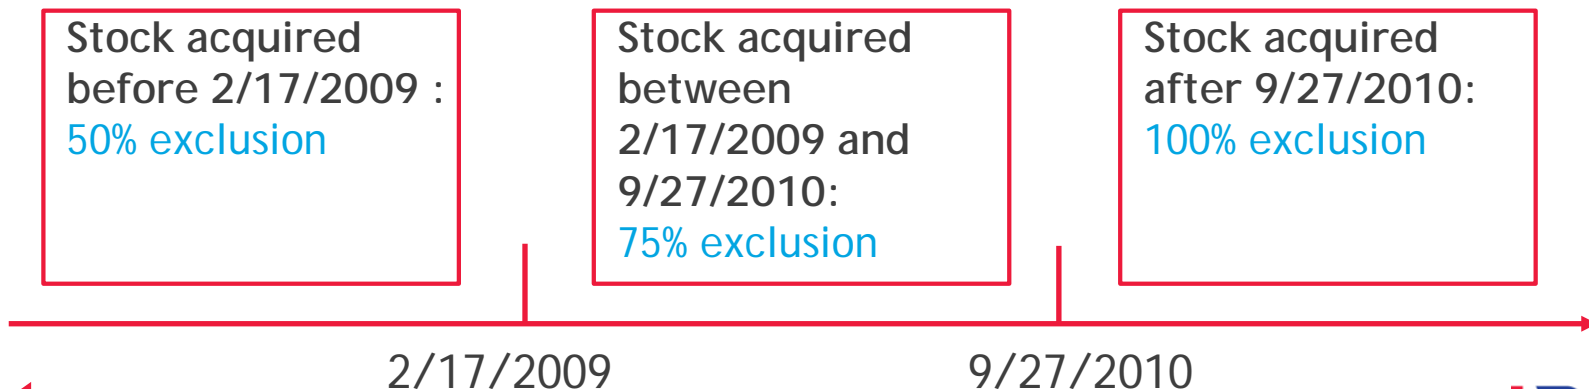 Stock acquired
before 2/17/2009 :
50% exclusion
Stock acquired
between
2/17/2009 and
9/27/2010:
75% exclusion
Stock acquired
after 9/27/2010:
100% exclusion
2/17/2009
9/27/2010